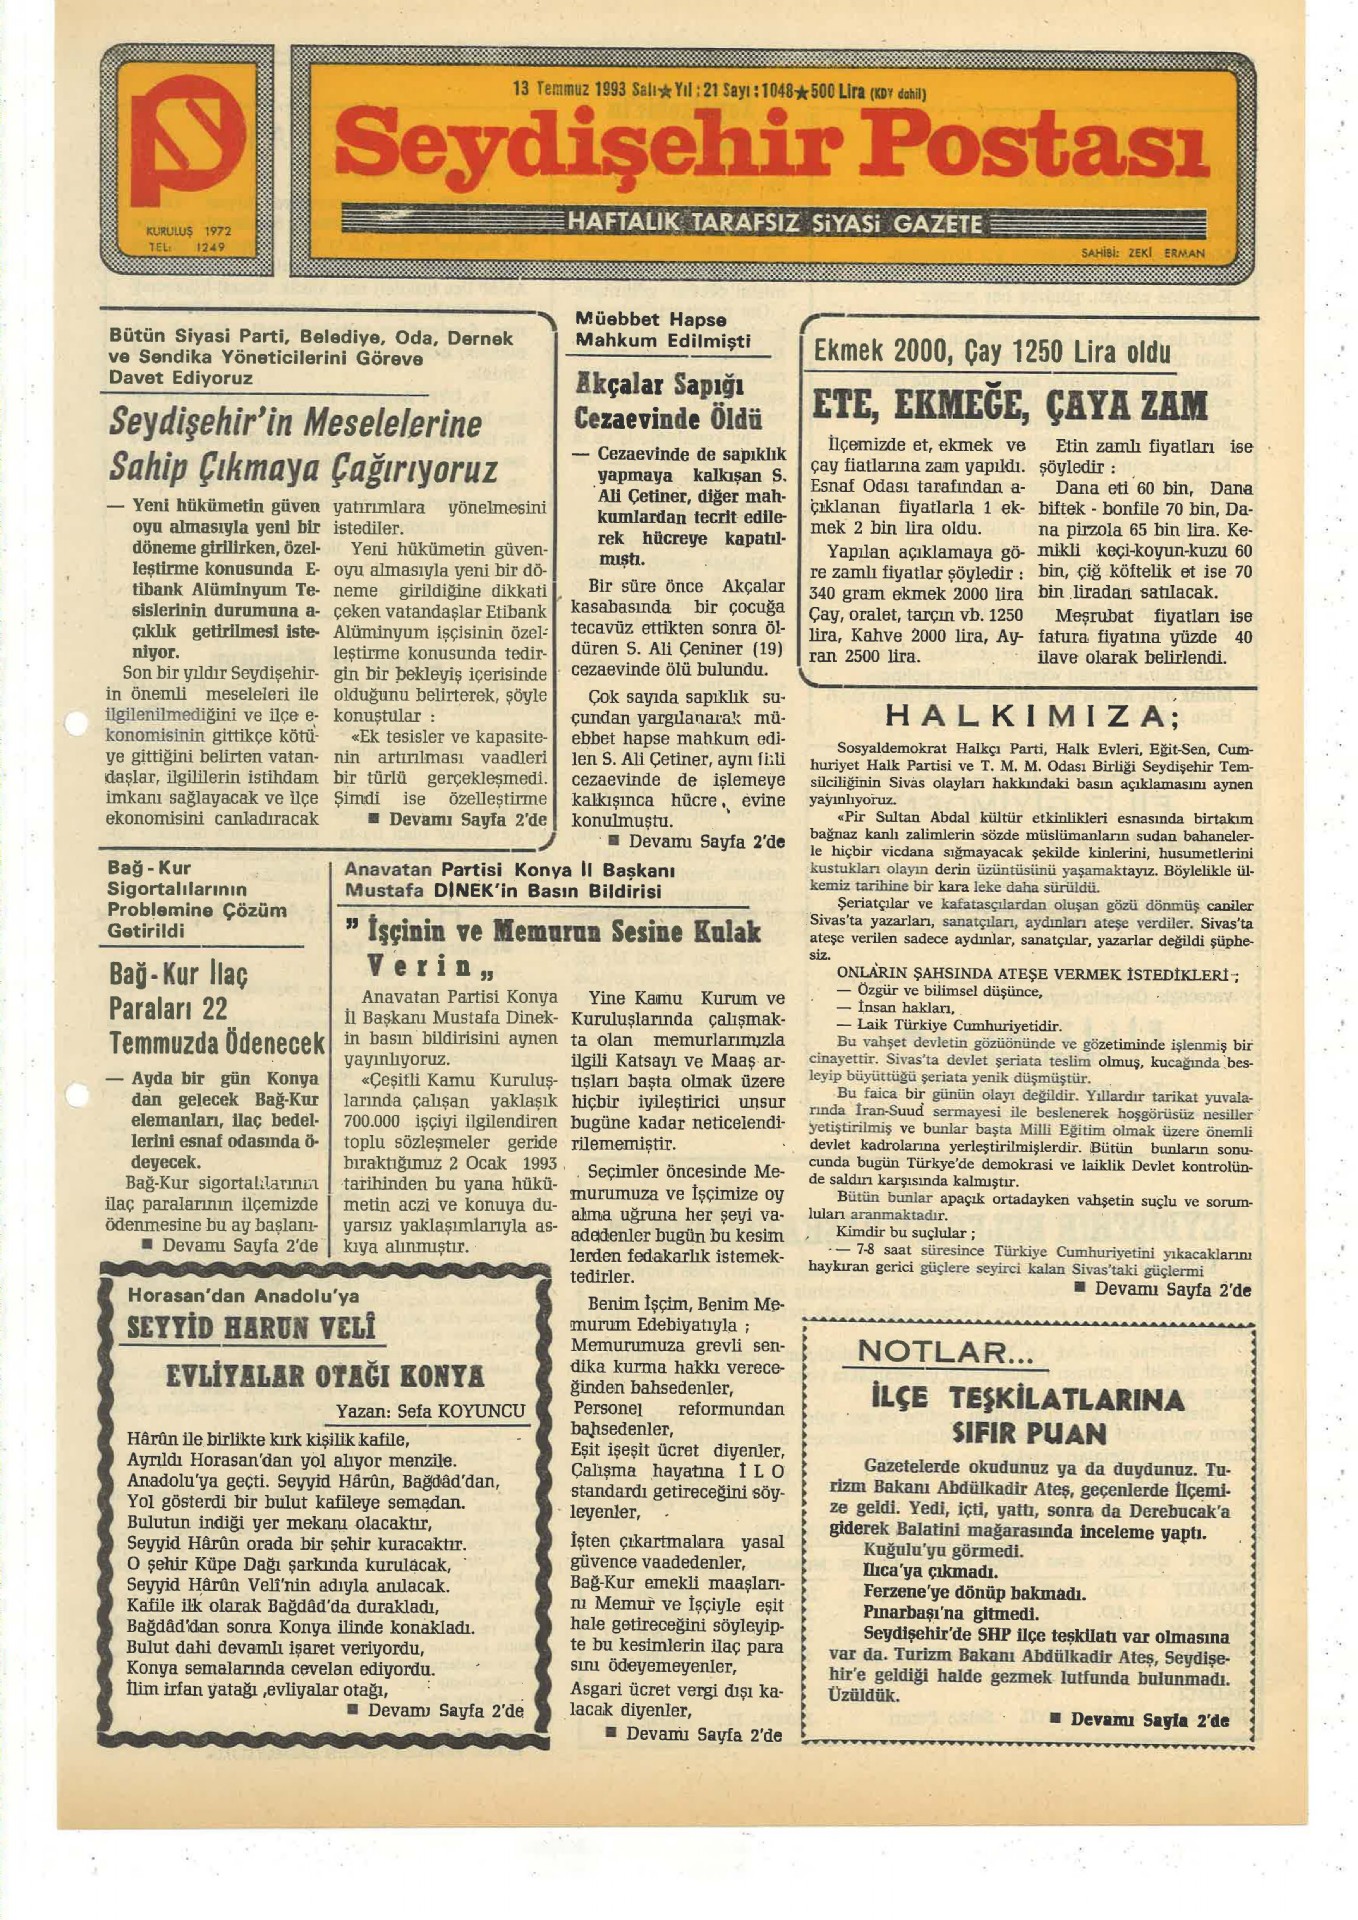 KURULUŞ 1972
TEL: 1249
13 Temmuz 1993 Salı★Yıl:21 Sayı:1048★500 Lira (KDV dahil)
Seydişehir Postası
HAFTALIK TARAFSIZ SİYASİ GAZETE
SAHİBİ: ZEKİ ERMAN
Bütün Siyasi Parti, Belediye, Oda, Dernek
ve Sendika Yöneticilerini Göreve
Davet Ediyoruz
Seydişehir'in Meselelerine
Sahip Çıkmaya Çağırıyoruz
— Yeni hükümetin güven
oyu almasıyla yeni bir
döneme girilirken, özel-
leştirme konusunda E-
tibank Alüminyum Te-
sislerinin durumuna a-
çıklık getirilmesi iste-
niyor.
Son bir yıldır Seydişehir-
in önemli meseleleri ile
ilgilenilmediğini ve ilçe e-
konomisinin gittikçe kötü-
ye gittiğini belirten vatan-
daşlar, ilgililerin istihdam
imkanı sağlayacak ve ilçe
ekonomisini canladıracak
yatırımlara yönelmesini
istediler.
Yeni hükümetin güven-
oyu almasıyla yeni bir dö-
neme girildiğine dikkati
çeken vatandaşlar Etibank
Alüminyum işçisinin özel-
leştirme konusunda tedir-
gin bir bekleyiş içerisinde
olduğunu belirterek, şöyle
konuştular :
«Ek tesisler ve kapasite-
nin artırılması vaadleri
bir türlü gerçekleşmedi.
Şimdi ise özelleştirme
■ Devamı Sayfa 2'de
Müebbet Hapse
Mahkum Edilmişti
Akçalar Sapığı
Cezaevinde Öldü
— Cezaevinde de sapıklık
yapmaya kalkışan S.
Ali Çetiner, diğer mah-
kumlardan tecrit edile-
rek hücreye kapatıl-
mıştı.
Bir süre önce Akçalar
kasabasında bir çocuğa
tecavüz ettikten sonra öl-
düren S. Ali Çeniner (19)
cezaevinde ölü bulundu.
Çok sayıda sapıklık su-
çundan yargılanarak mü-
ebbet hapse mahkum edi-
len S. Ali Çetiner, aynı fiili
cezaevinde de işlemeye
kalkışınca hücre evine
konulmuştu.
■ Devamı Sayfa 2'de
Ekmek 2000, Çay 1250 Lira oldu
ETE, EKMEĞE, ÇAYA ZAM
İlçemizde et, ekmek ve
çay fiatlarına zam yapıldı.
Esnaf Odası tarafından a-
çıklanan fiyatlarla 1 ek-
mek 2 bin lira oldu.
Yapılan açıklamaya gö-
re zamlı fiyatlar şöyledir :
340 gram ekmek 2000 lira
Çay, oralet, tarçın vb. 1250
lira, Kahve 2000 lira, Ay-
ran 2500 lira.
Etin zamlı fiyatları ise
şöyledir :
Dana eti 60 bin, Dana
biftek - bonfile 70 bin, Da-
na pirzola 65 bin lira. Ke-
mikli keçi-koyun-kuzu 60
bin, çiğ köftelik et ise 70
bin liradan satılacak.
Meşrubat fiyatları ise
fatura fiyatına yüzde 40
ilave olarak belirlendi.
HALKIMIZA;
Sosyaldemokrat Halkçı Parti, Halk Evleri, Eğit-Sen, Cum-
huriyet Halk Partisi ve T. M. M. Odası Birliği Seydişehir Tem-
silciliğinin Sivas olayları hakkındaki basın açıklamasını aynen
yayınlıyoruz.
«Pir Sultan Abdal kültür etkinlikleri esnasında birtakım
bağnaz kanlı zalimlerin sözde müslümanların sudan bahaneler-
le hiçbir vicdana sığmayacak şekilde kinlerini, husumetlerini
kustukları olayın derin üzüntüsünü yaşamaktayız. Böylelikle ül-
kemiz tarihine bir kara leke daha sürüldü.
Şeriatçılar ve kafatasçılardan oluşan gözü dönmüş caniler
Sivas'ta yazarları, sanatçıları, aydınları ateşe verdiler. Sivas'ta
ateşe verilen sadece aydınlar, sanatçılar, yazarlar değildi şüphe-
siz.
ONLARIN ŞAHSINDA ATEŞE VERMEK İSTEDİKLERİ ;
— Özgür ve bilimsel düşünce,
— İnsan hakları,
— Laik Türkiye Cumhuriyetidir.
Bu vahşet devletin gözüönünde ve gözetiminde işlenmiş bir
cinayettir. Sivas'ta devlet şeriata teslim olmuş, kucağında bes-
leyip büyüttüğü şeriata yenik düşmüştür.
Bu faica bir günün olayı değildir. Yıllardır tarikat yuvala-
rında İran-Suud sermayesi ile beslenerek hoşgörüsüz nesiller
yetiştirilmiş ve bunlar başta Milli Eğitim olmak üzere önemli
devlet kadrolarına yerleştirilmişlerdir. Bütün bunların sonu-
cunda bugün Türkiye'de demokrasi ve laiklik Devlet kontrolün-
de saldırı karşısında kalmıştır.
Bütün bunlar apaçık ortadayken vahşetin suçlu ve sorum-
luları aranmaktadır.
Kimdir bu suçlular ;
— 7-8 saat süresince Türkiye Cumhuriyetini yıkacaklarını
haykıran gerici güçlere seyirci kalan Sivas'taki güçlermi
■ Devamı Sayfa 2'de
Bağ - Kur
Sigortalılarının
Problemine Çözüm
Getirildi
Bağ - Kur İlaç
Paraları 22
Temmuzda Ödenecek
— Ayda bir gün Konya
dan gelecek Bağ-Kur
elemanları, ilaç bedel-
lerini esnaf odasında ö-
deyecek.
Bağ-Kur sigortalılarının
ilaç paralarının ilçemizde
ödenmesine bu ay başlanı-
■ Devamı Sayfa 2'de
Anavatan Partisi Konya İl Başkanı
Mustafa DİNEK'in Basın Bildirisi
" İşçinin ve Memurun Sesine Kulak
Verin „
Anavatan Partisi Konya
İl Başkanı Mustafa Dinek-
in basın bildirisini aynen
yayınlıyoruz.
«Çeşitli Kamu Kuruluş-
larında çalışan yaklaşık
700.000 işçiyi ilgilendiren
toplu sözleşmeler geride
bıraktığımız 2 Ocak 1993
tarihinden bu yana hükü-
metin aczi ve konuya du-
yarsız yaklaşımlarıyla as-
kıya alınmıştır.
Yine Kamu Kurum ve
Kuruluşlarında çalışmak-
ta olan memurlarımızla
ilgili Katsayı ve Maaş ar-
tışları başta olmak üzere
hiçbir iyileştirici unsur
bugüne kadar neticelendi-
rilememiştir.
Seçimler öncesinde Me-
murumuza ve İşçimize oy
alma uğruna her şeyi va-
adedenler bugün bu kesim
lerden fedakarlık istemek-
tedirler.
Benim İşçim, Benim Me-
murum Edebiyatıyla ;
Memurumuza grevli sen-
dika kurma hakkı verece-
ğinden bahsedenler,
Personel reformundan
bahsedenler,
Eşit işeşit ücret diyenler,
Çalışma hayatına İ L O
standardı getireceğini söy-
leyenler,
İşten çıkartmalara yasal
güvence vaadedenler,
Bağ-Kur emekli maaşları-
nı Memur ve İşçiyle eşit
hale getireceğini söyleyip-
te bu kesimlerin ilaç para
sını ödeyemeyenler,
Asgari ücret vergi dışı ka-
lacak diyenler,
■ Devamı Sayfa 2'de
Horasan'dan Anadolu'ya
SEYYİD HARUN VELİ
EVLİYALAR OTAĞI KONYA
Yazan: Sefa KOYUNCU
Hârûn ile birlikte kırk kişilik kafile,
Ayrıldı Horasan'dan yol alıyor menzile.
Anadolu'ya geçti. Seyyid Hârûn, Bağdâd'dan,
Yol gösterdi bir bulut kafileye semadan.
Bulutun indiği yer mekanı olacaktır,
Seyyid Hârûn orada bir şehir kuracaktır.
O şehir Küpe Dağı şarkında kurulacak,
Seyyid Hârûn Velî'nin adıyla anılacak.
Kafile ilk olarak Bağdâd'da durakladı,
Bağdâd'dan sonra Konya ilinde konakladı.
Bulut dahi devamlı işaret veriyordu,
Konya semalarında cevelan ediyordu.
İlim irfan yatağı ,evliyalar otağı,
■ Devamı Sayfa 2'de
NOTLAR...
İLÇE TEŞKİLATLARINA
SIFIR PUAN
Gazetelerde okudunuz ya da duydunuz. Tu-
rizm Bakanı Abdülkadir Ateş, geçenlerde İlçemi-
ze geldi. Yedi, içti, yattı, sonra da Derebucak'a
giderek Balatini mağarasında inceleme yaptı.
Kuğulu'yu görmedi.
Ilıca'ya çıkmadı.
Ferzene'ye dönüp bakmadı.
Pınarbaşı'na gitmedi.
Seydişehir'de SHP ilçe teşkilatı var olmasına
var da. Turizm Bakanı Abdülkadir Ateş, Seydişe-
hir'e geldiği halde gezmek lutfunda bulunmadı.
Üzüldük.
■ Devamı Sayfa 2'de